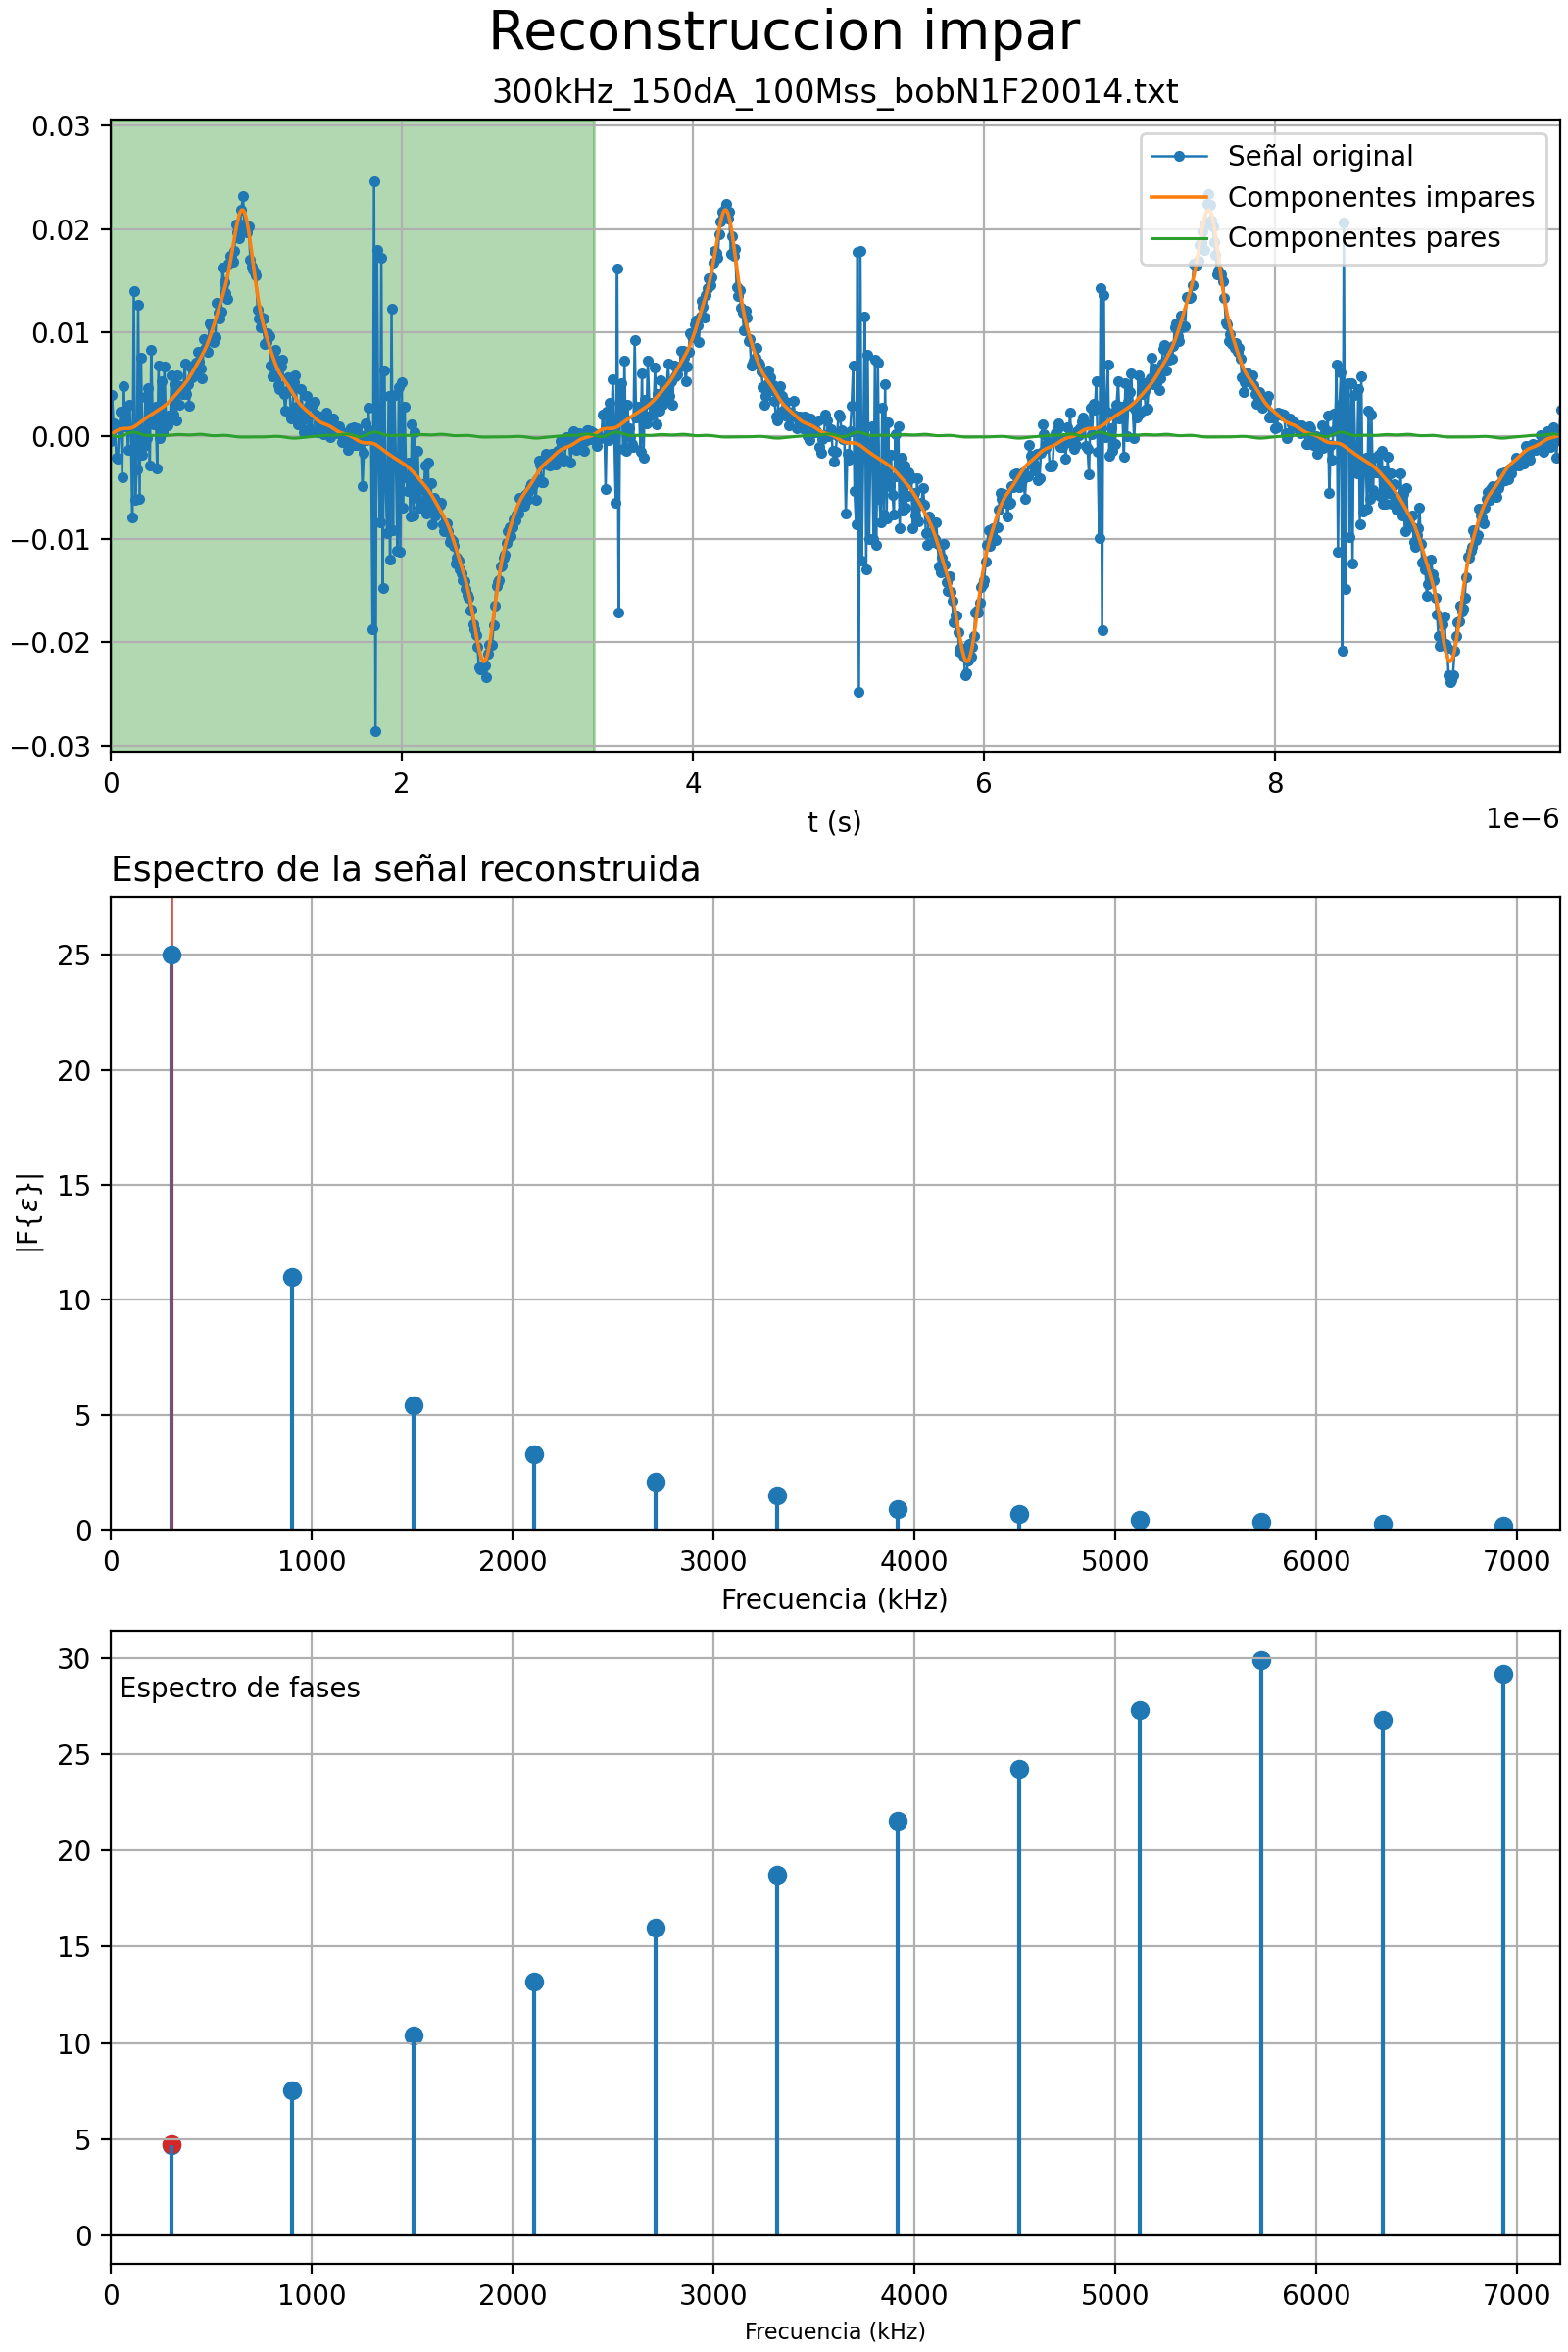 Reconstruccion impar
300kHz_150dA_100Mss_bobN1F20014.txt
0.03
0.02
0.01
0.00
−0.01
−0.02
−0.03
Señal original
Componentes impares
Componentes pares
0 2 4 6 8
1e−6
t (s)
Espectro de la señal reconstruida
25
20
15
10
5
0
|F{ε}|
0 1000 2000 3000 4000 5000 6000 7000
Frecuencia (kHz)
30
25
20
15
10
5
0
Espectro de fases
0 1000 2000 3000 4000 5000 6000 7000
Frecuencia (kHz)